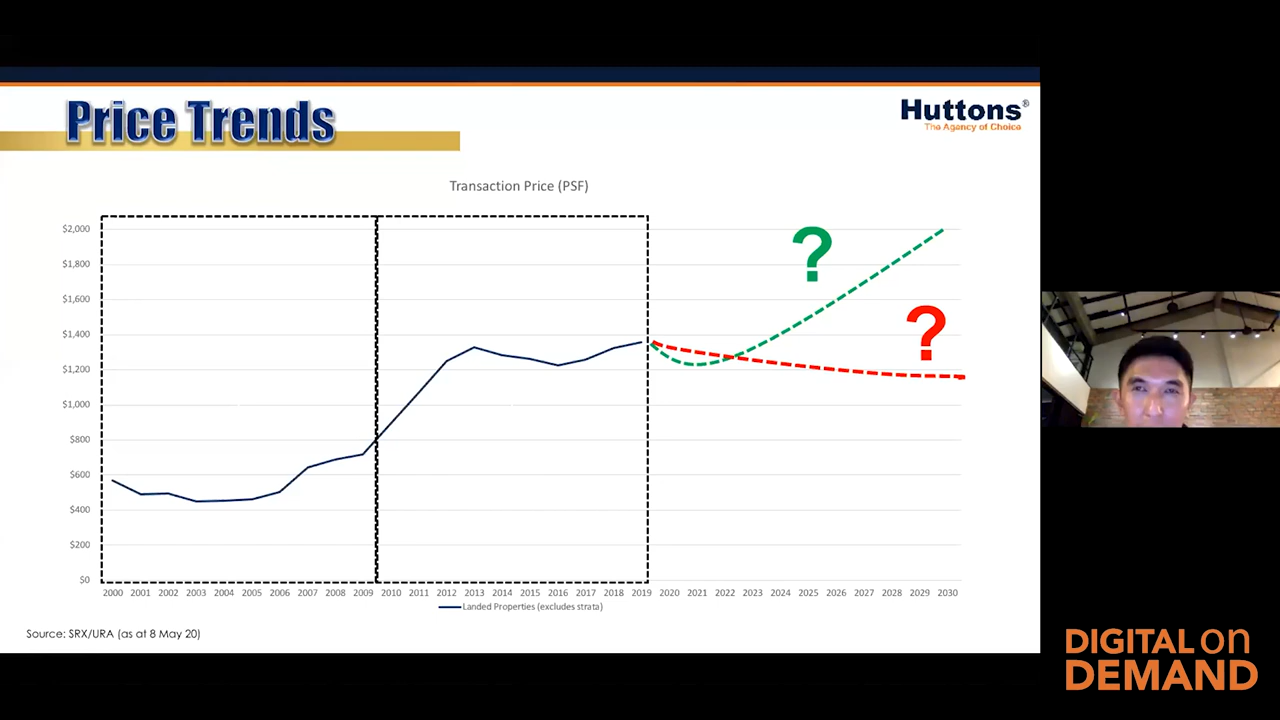 Price Trends
Huttons®
The Agency of Choice
Transaction Price (PSF)
$2,000
$1,800
$1,600
$1,400
$1,200
$1,000
$800
$600
$400
$200
$0
?
?
2000 2001 2002 2003 2004 2005 2006 2007 2008 2009 2010 2011 2012 2013 2014 2015 2016 2017 2018 2019 2020 2021 2022 2023 2024 2025 2026 2027 2028 2029 2030
Landed Properties (excludes strata)
Source: SRX/URA (as at 8 May 20)
DIGITAL on
DEMAND